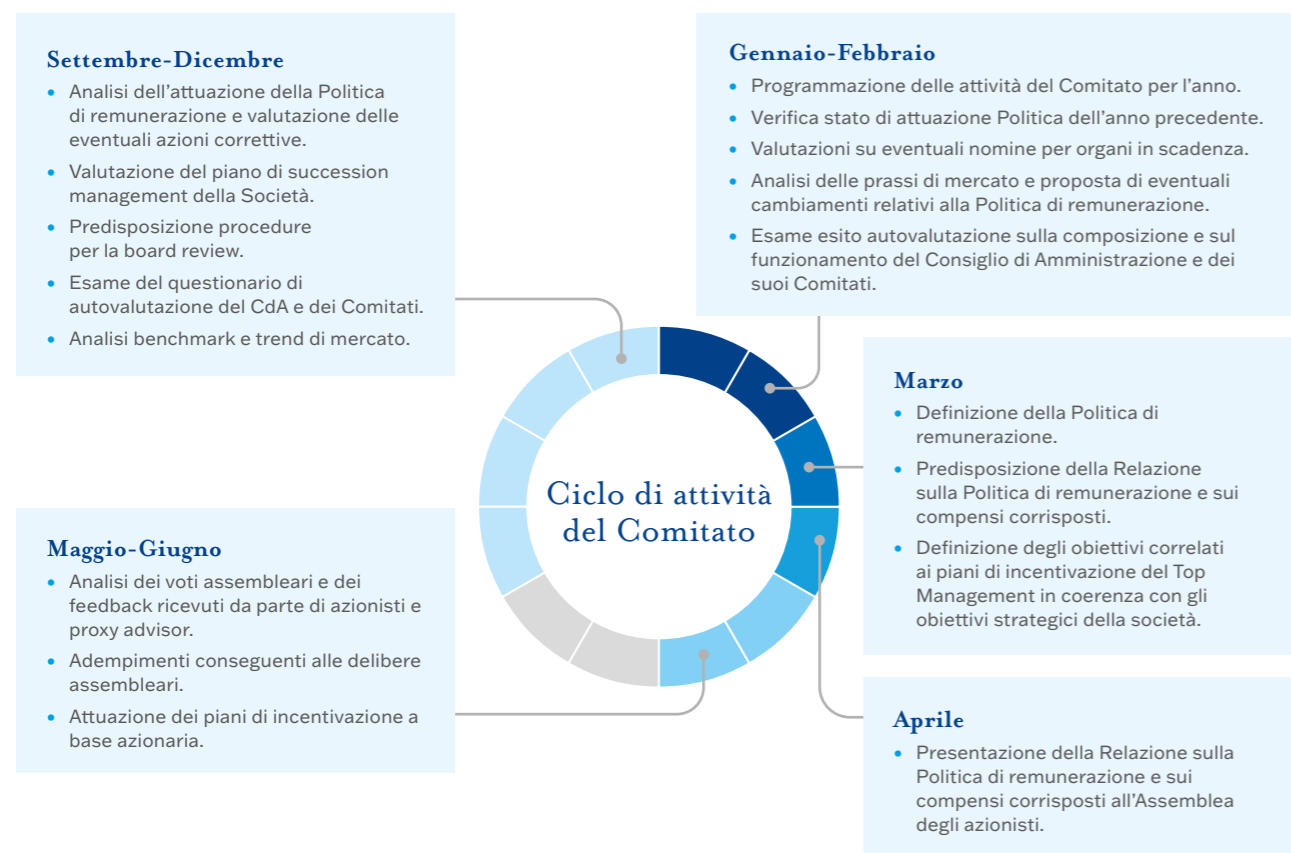 Settembre-Dicembre
• Analisi dell'attuazione della Politica
di remunerazione e valutazione delle
eventuali azioni correttive.
• Valutazione del piano di succession
management della Società.
• Predisposizione procedure
per la board review.
• Esame del questionario di
autovalutazione del CdA e dei Comitati.
• Analisi benchmark e trend di mercato.
Gennaio-Febbraio
• Programmazione delle attività del Comitato per l'anno.
• Verifica stato di attuazione Politica dell'anno precedente.
• Valutazioni su eventuali nomine per organi in scadenza.
• Analisi delle prassi di mercato e proposta di eventuali
cambiamenti relativi alla Politica di remunerazione.
• Esame esito autovalutazione sulla composizione e sul
funzionamento del Consiglio di Amministrazione e dei
suoi Comitati.
Marzo
• Definizione della Politica di
remunerazione.
• Predisposizione della Relazione
sulla Politica di remunerazione e sui
compensi corrisposti.
• Definizione degli obiettivi correlati
ai piani di incentivazione del Top
Management in coerenza con gli
obiettivi strategici della società.
Ciclo di attività
del Comitato
Maggio-Giugno
• Analisi dei voti assembleari e dei
feedback ricevuti da parte di azionisti e
proxy advisor.
• Adempimenti conseguenti alle delibere
assembleari.
• Attuazione dei piani di incentivazione a
base azionaria.
Aprile
• Presentazione della Relazione sulla
Politica di remunerazione e sui
compensi corrisposti all'Assemblea
degli azionisti.